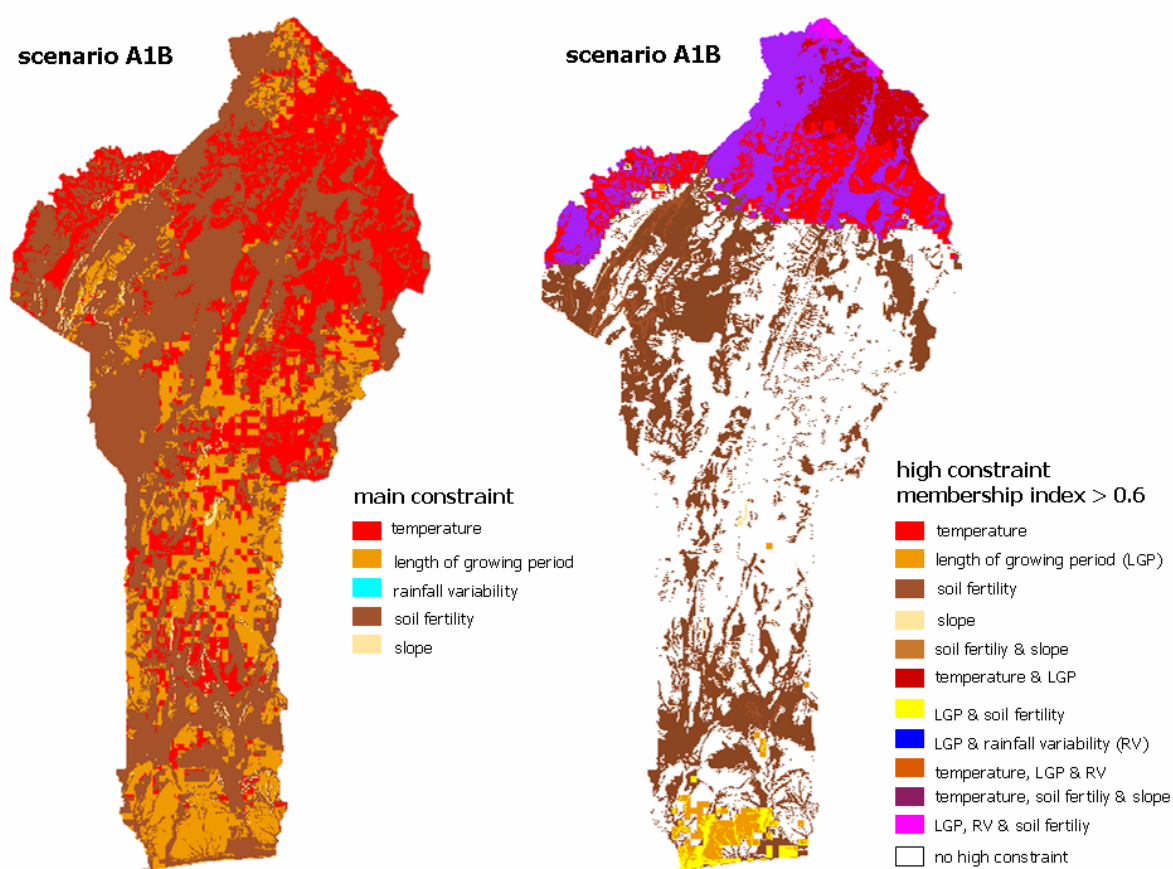 scenario A1B
main constraint
temperature
length of growing period
rainfall variability
soil fertility
slope
scenario A1B
high constraint
membership index > 0.6
temperature
length of growing period (LGP)
soil fertility
slope
soil fertiliy & slope
temperature & LGP
LGP & soil fertility
LGP & rainfall variability (RV)
temperature, LGP & RV
temperature, soil fertiliy & slope
LGP, RV & soil fertiliy
no high constraint